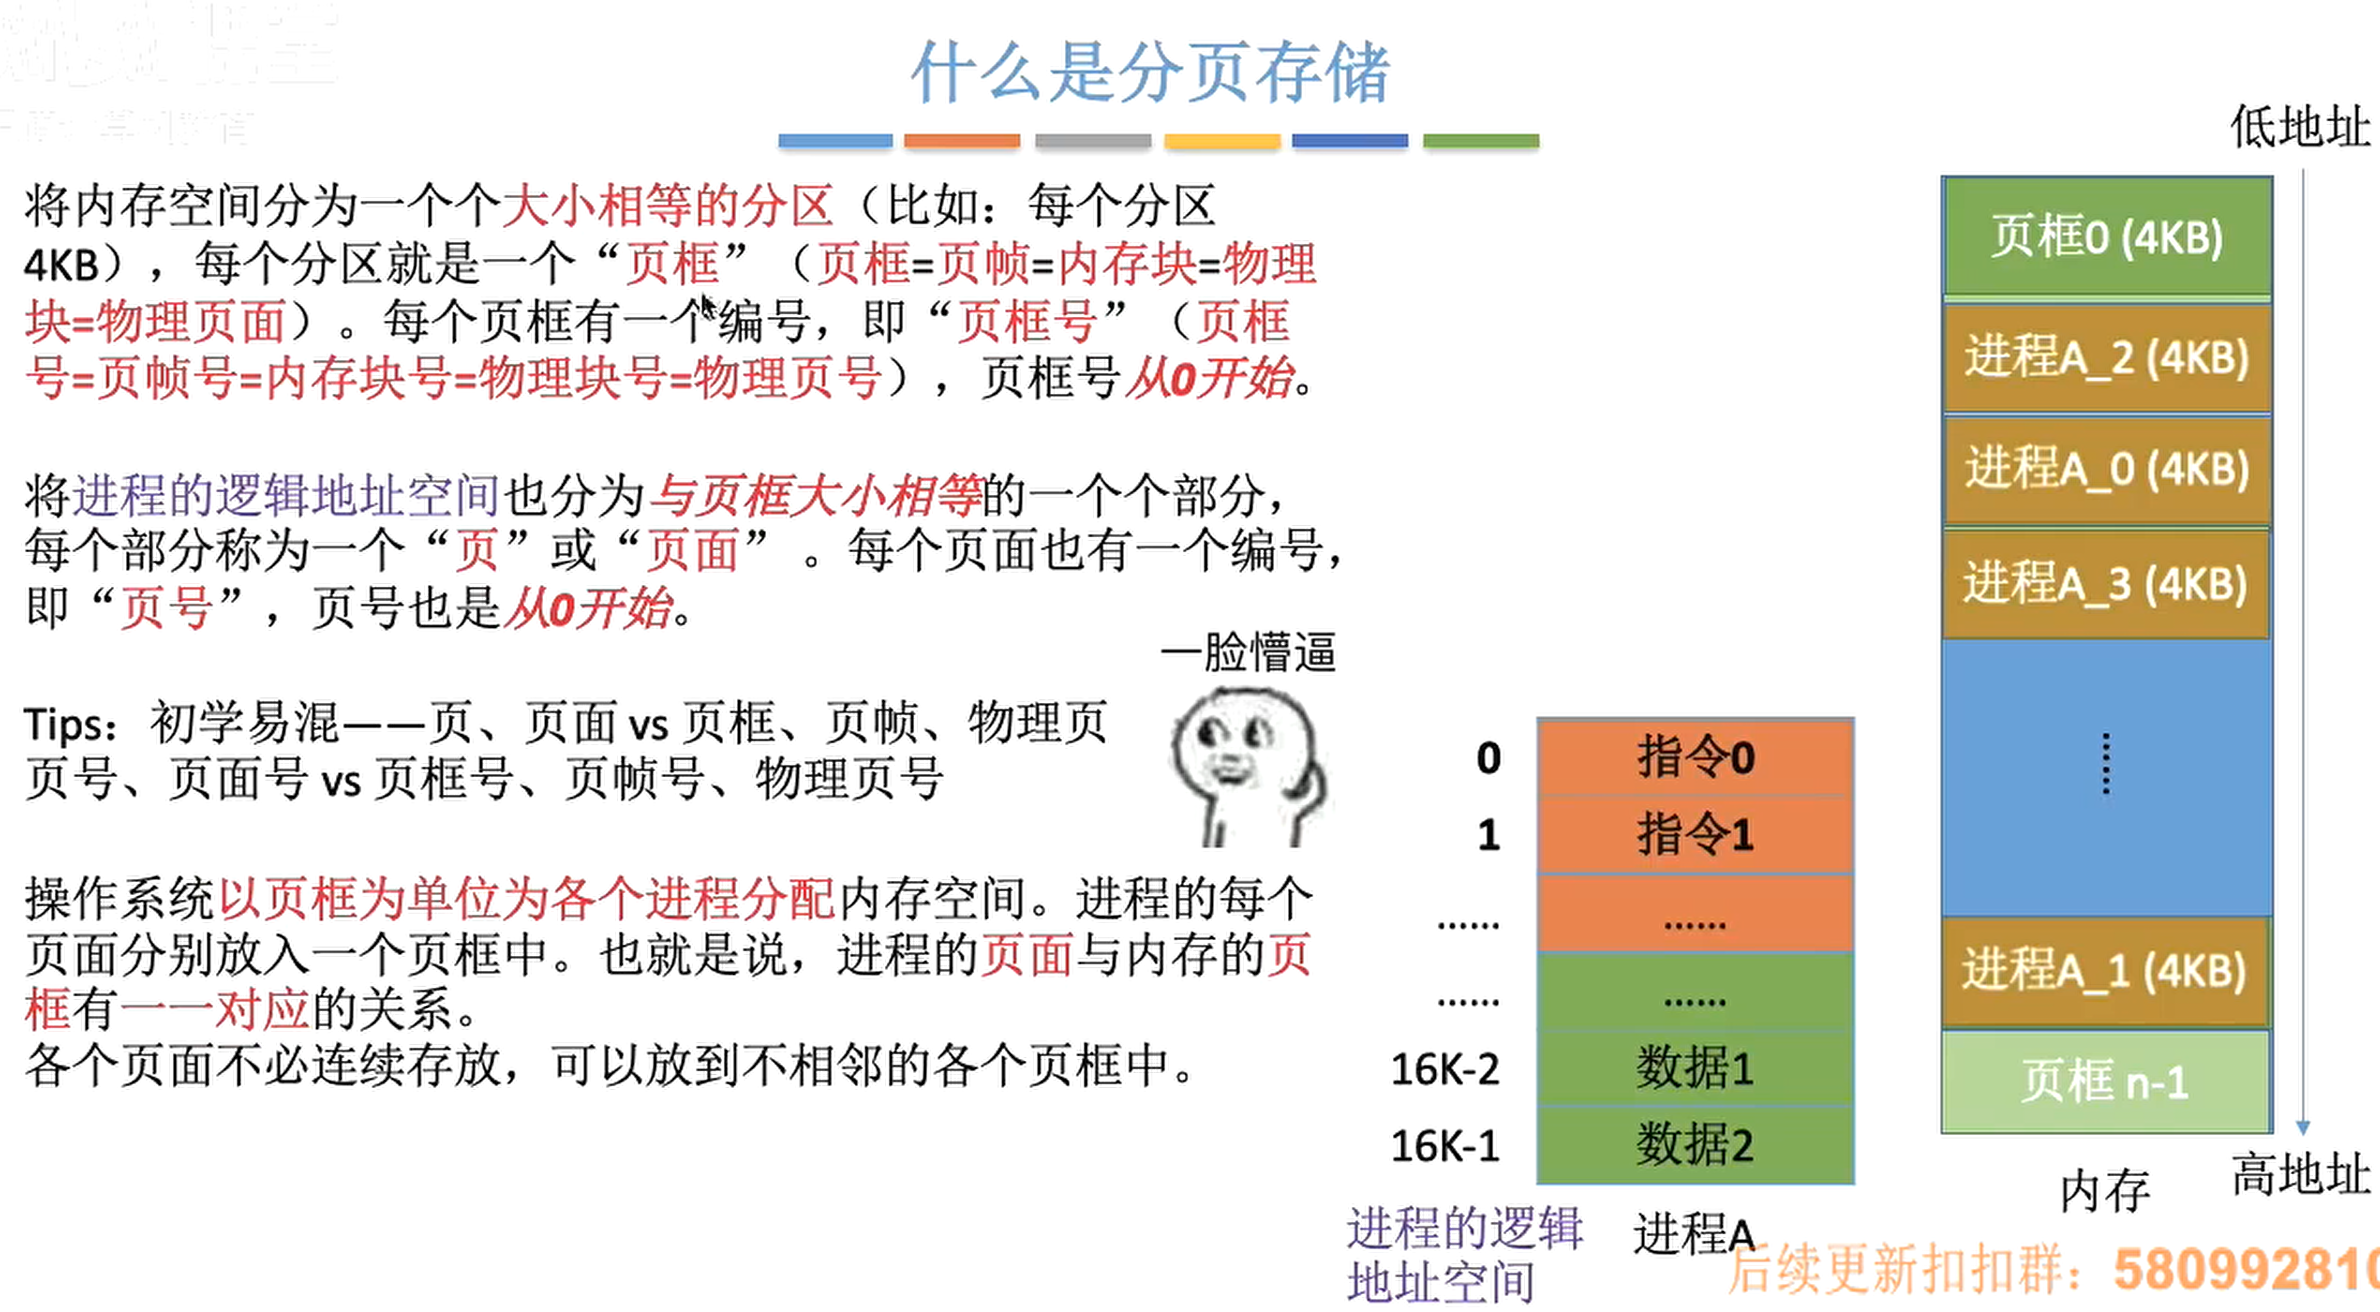 什么是分页存储
将内存空间分为一个个大小相等的分区（比如：每个分区
4KB），每个分区就是一个“页框”（页框=页帧=内存块=物理
块=物理页面）。每个页框有一个编号，即“页框号”（页框
号=页帧号=内存块号=物理块号=物理页号），页框号从0开始。
将进程的逻辑地址空间也分为与页框大小相等的一个个部分，
每个部分称为一个“页”或“页面” 。每个页面也有一个编号，
即“页号”，页号也是从0开始。
Tips：初学易混——页、页面 vs 页框、页帧、物理页
页号、页面号 vs 页框号、页帧号、物理页号
操作系统以页框为单位为各个进程分配内存空间。进程的每个
页面分别放入一个页框中。也就是说，进程的页面与内存的页
框有一一对应的关系。
各个页面不必连续存放，可以放到不相邻的各个页框中。
一脸懵逼
0 指令0
1 指令1
...... ......
...... ......
16K-2 数据1
16K-1 数据2
进程的逻辑
地址空间
进程A
低地址
页框0 (4KB)
进程A_2 (4KB)
进程A_0 (4KB)
进程A_3 (4KB)
......
进程A_1 (4KB)
页框 n-1
内存
高地址
后续更新扣扣群：580992810